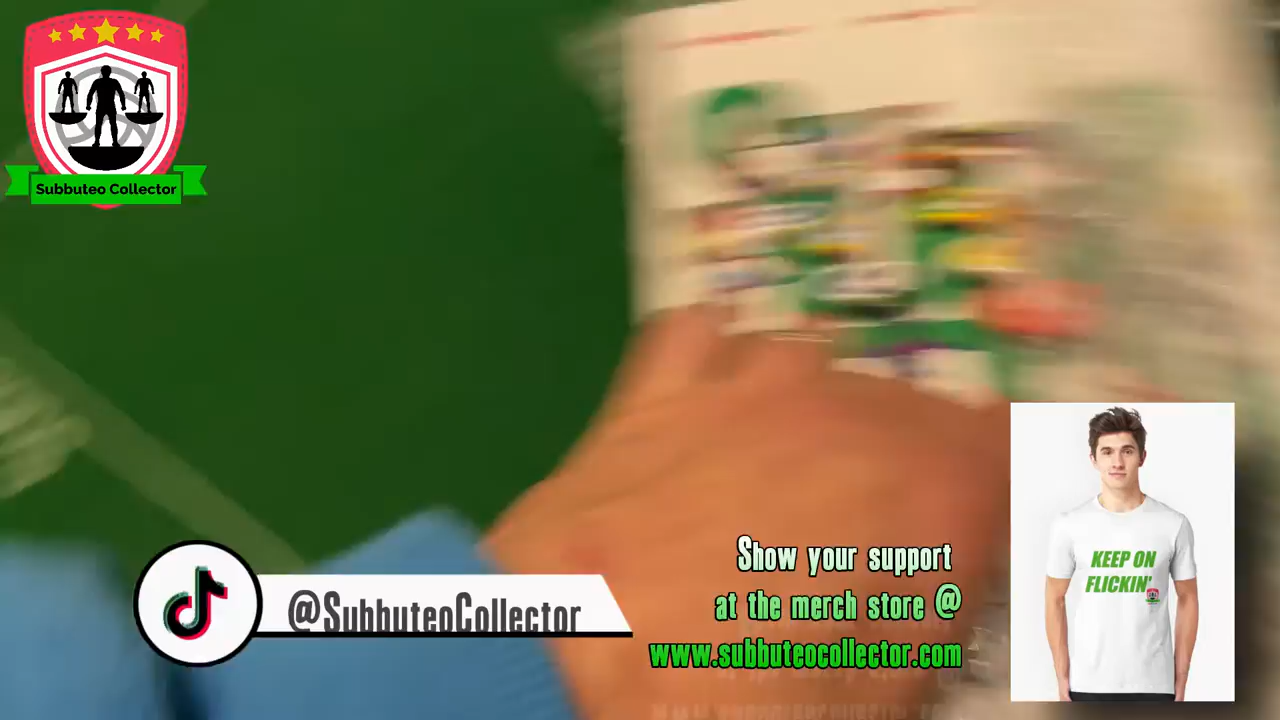 Subbuteo Collector
@SubbuteoCollector
Show your support
at the merch store @
www.subbuteocollector.com
KEEP ON
FLICKIN'